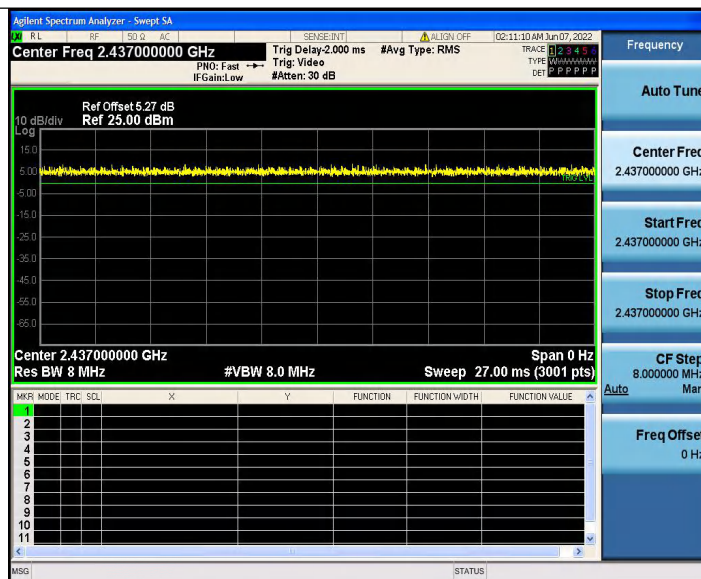 Agilent Spectrum Analyzer - Swept SA
RL RF 50 Ω AC SENSE:INT ALIGN OFF 02:11:10 AM Jun 07, 2022
Center Freq 2.437000000 GHz
PNO: Fast
IFGain:Low
Trig Delay-2.000 ms
Trig: Video
#Atten: 30 dB
#Avg Type: RMS
TRACE 1 2 3 4 5 6
TYPE
DET P P P P P P
Ref Offset 5.27 dB
10 dB/div Ref 25.00 dBm
Log
15.0
5.00
TRIG LVL
-5.00
-15.0
-25.0
-35.0
-45.0
-55.0
-65.0
Center 2.437000000 GHz Span 0 Hz
Res BW 8 MHz #VBW 8.0 MHz Sweep 27.00 ms (3001 pts)
MKR MODE TRC SCL X Y FUNCTION FUNCTION WIDTH FUNCTION VALUE
1
2
3
4
5
6
7
8
9
10
11
MSG STATUS
Frequency
Auto Tune
Center Freq
2.437000000 GHz
Start Freq
2.437000000 GHz
Stop Freq
2.437000000 GHz
CF Step
8.000000 MHz
Auto Man
Freq Offset
0 Hz